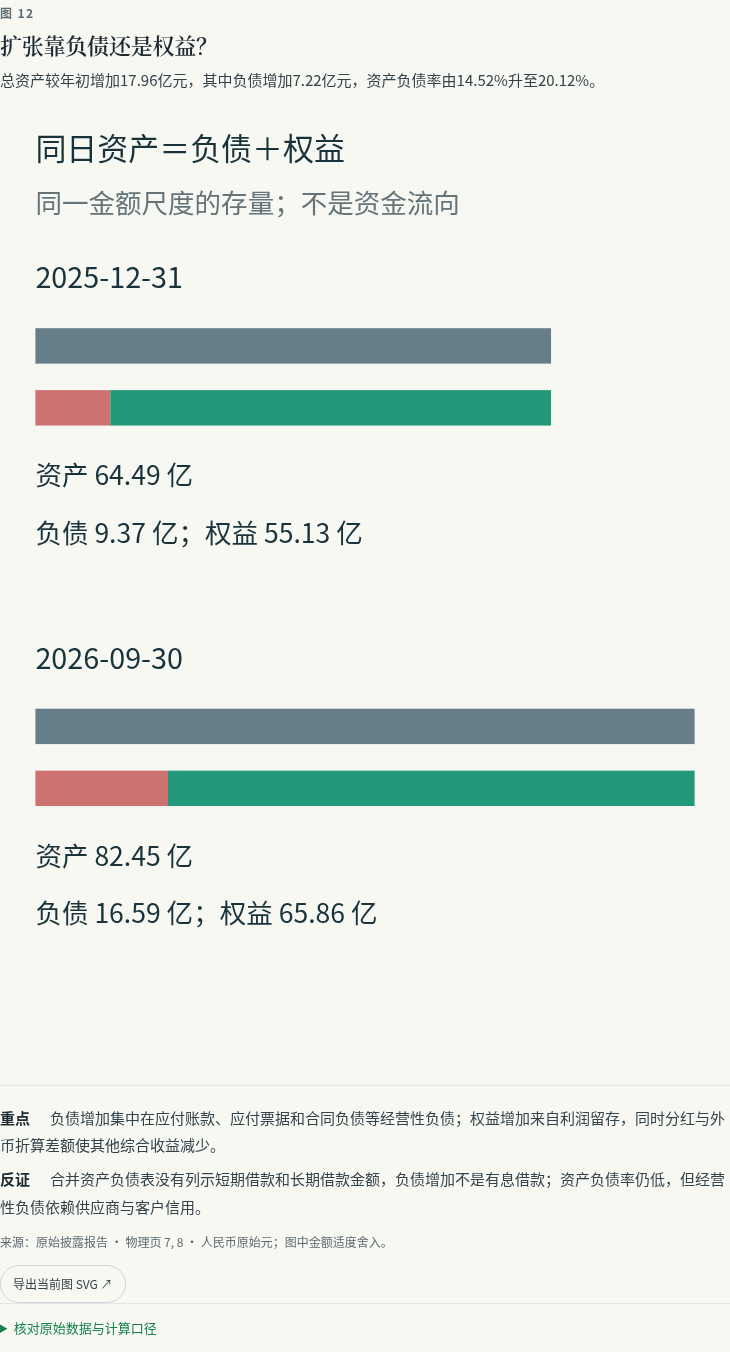 图 12
扩张靠负债还是权益？
总资产较年初增加17.96亿元，其中负债增加7.22亿元，资产负债率由14.52%升至20.12%。
同日资产＝负债＋权益
同一金额尺度的存量；不是资金流向
2025-12-31
资产 64.49 亿
负债 9.37 亿；权益 55.13 亿
2026-09-30
资产 82.45 亿
负债 16.59 亿；权益 65.86 亿
重点 负债增加集中在应付账款、应付票据和合同负债等经营性负债；权益增加来自利润留存，同时分红与外
币折算差额使其他综合收益减少。
反证 合并资产负债表没有列示短期借款和长期借款金额，负债增加不是有息借款；资产负债率仍低，但经营
性负债依赖供应商与客户信用。
来源：原始披露报告 · 物理页 7, 8 · 人民币原始元；图中金额适度舍入。
导出当前图 SVG ↗
▶ 核对原始数据与计算口径